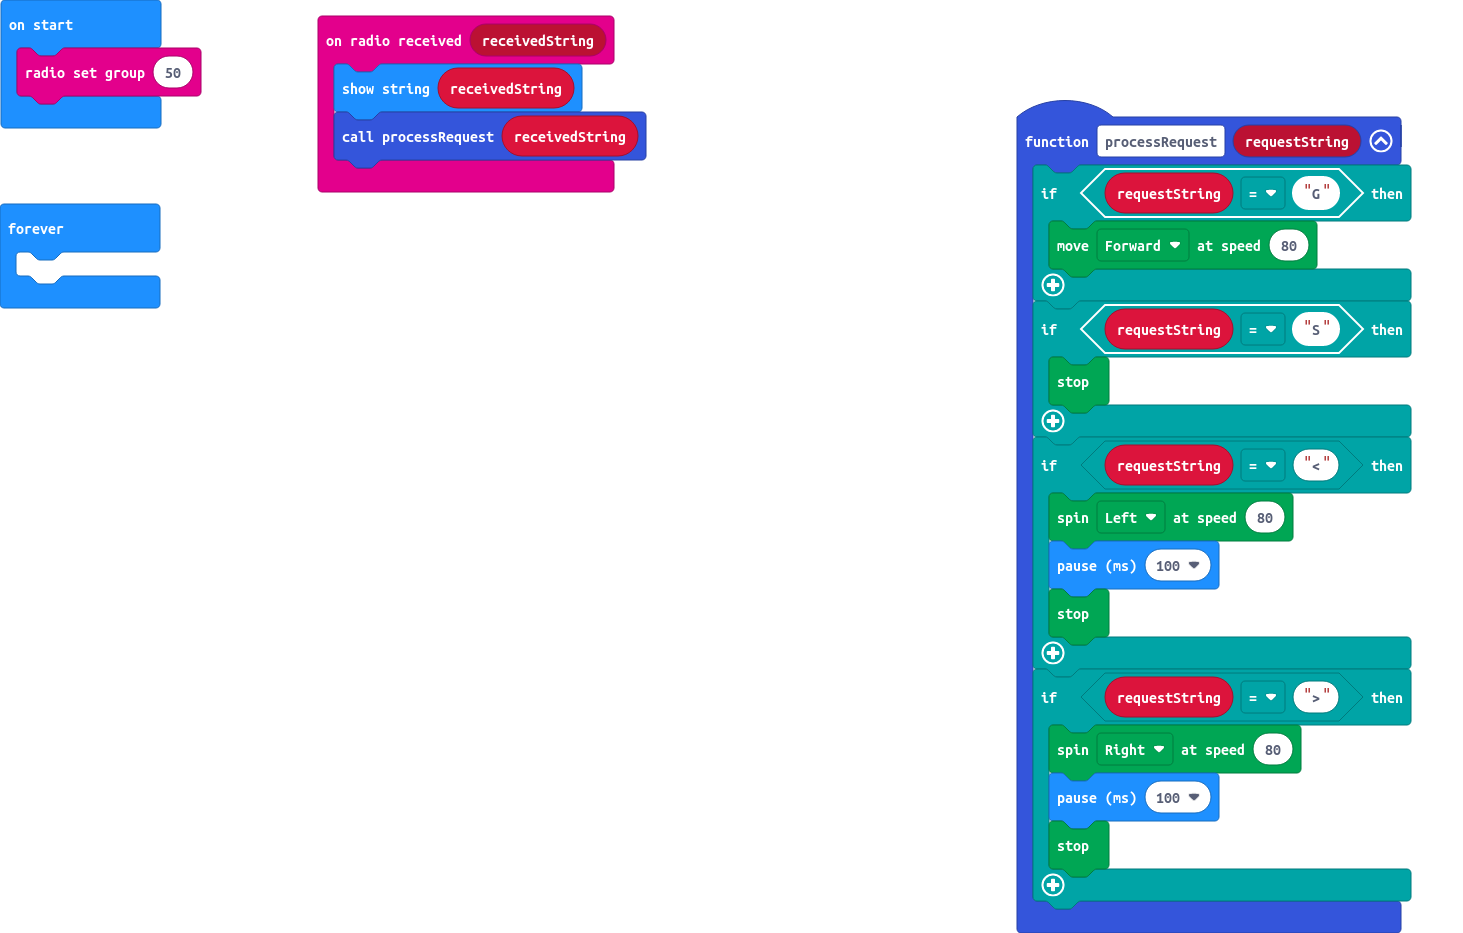 on start
radio set group 50
forever
on radio received receivedString
show string receivedString
call processRequest receivedString
function processRequest requestString
if requestString = "G" then
move Forward at speed 80
if requestString = "S" then
stop
if requestString = "<" then
spin Left at speed 80
pause (ms) 100
stop
if requestString = ">" then
spin Right at speed 80
pause (ms) 100
stop